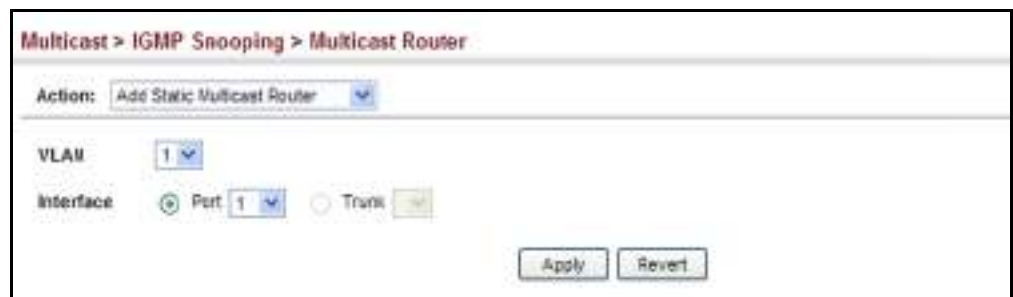 Multicast > IGMP Snooping > Multicast Router
Action: Add Static Multicast Router
VLAN 1
Interface Port 1 Trunk
Apply Revert